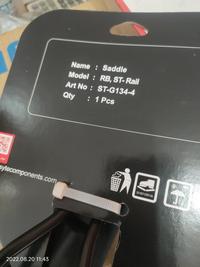 Name : Saddle
Model : RB, ST- Rail
Art No : ST-G134-4
Qty : 1 Pcs
sylecomponents.com
2022.08.20 11:43